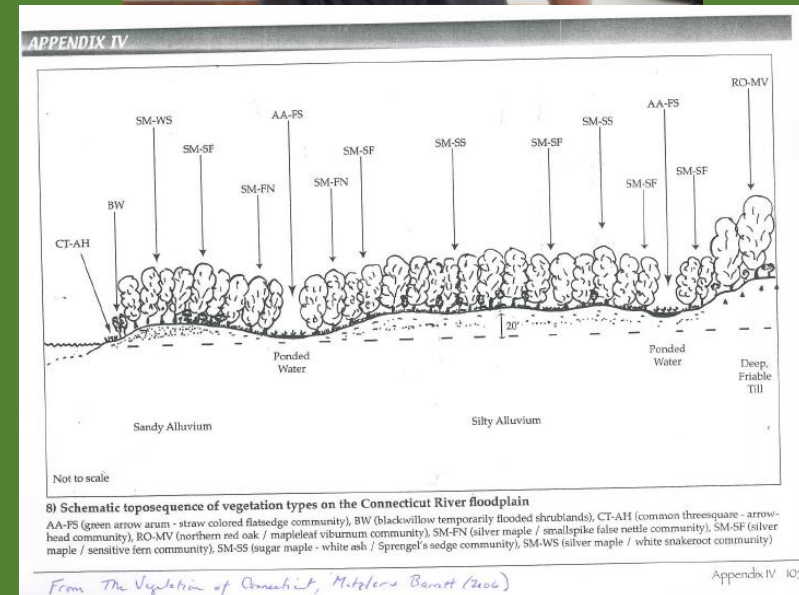 APPENDIX IV
RO-MV
AA-FS
SM-WS
AA-FS
SM-SS
SM-SF
SM-SF
SM-SS
SM-SF
SM-FN
SM-FN
SM-SF
SM-SF
BW
CT-AH
20'
Ponded
Water
Ponded
Water
Deep,
Friable
Till
Sandy Alluvium
Silty Alluvium
Not to scale
8) Schematic toposequence of vegetation types on the Connecticut River floodplain
AA-FS (green arrow arum - straw colored flatsedge community), BW (blackwillow temporarily flooded shrublands), CT-AH (common threesquare - arrow-
head community), RO-MV (northern red oak / mapleleaf viburnum community), SM-FN (silver maple / smallspike false nettle community), SM-SF (silver
maple / sensitive fern community), SM-SS (sugar maple - white ash / Sprengel's sedge community), SM-WS (silver maple / white snakeroot community)
Appendix IV
From The Vegetation of Connecticut, Metzler & Barrett (2006)